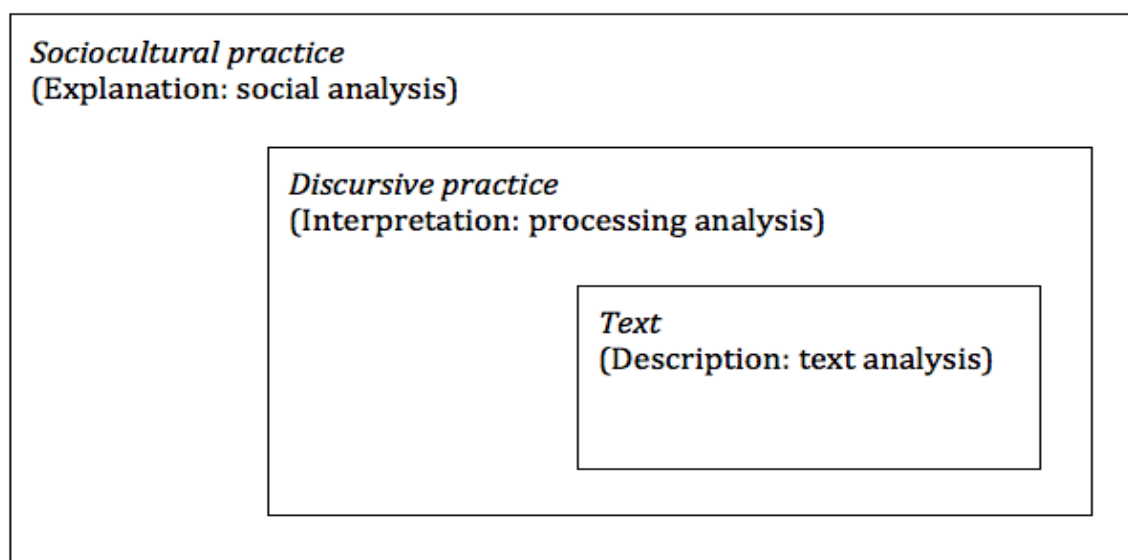 Sociocultural practice
(Explanation: social analysis)
Discursive practice
(Interpretation: processing analysis)
Text
(Description: text analysis)